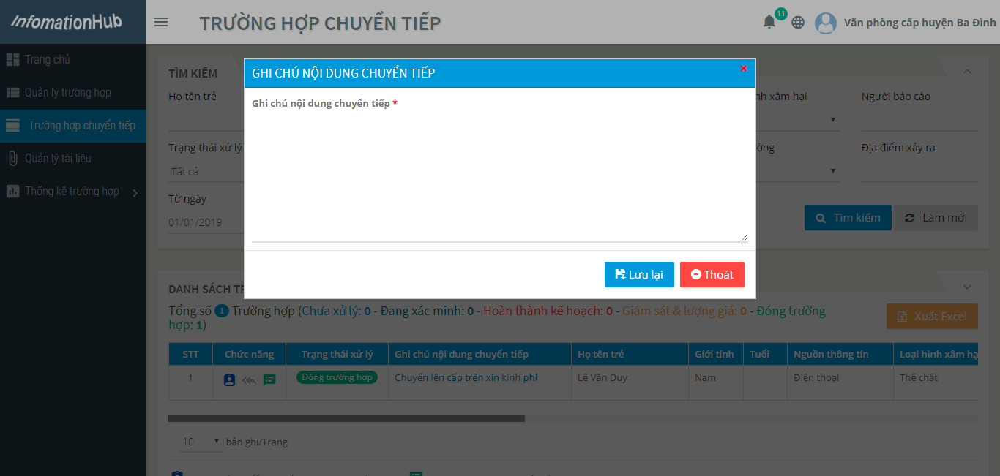 InfomationHub
TRƯỜNG HỢP CHUYỂN TIẾP
11
Văn phòng cấp huyện Ba Đình
Trang chủ
Quản lý trường hợp
Trường hợp chuyển tiếp
Quản lý tài liệu
Thống kê trường hợp
GHI CHÚ NỘI DUNG CHUYỂN TIẾP
Ghi chú nội dung chuyển tiếp *
Lưu lại
Thoát
TÌM KIẾM
Họ tên trẻ
nh xâm hại
Người báo cáo
Trạng thái xử lý
Địa điểm xảy ra
Tất cả
Từ ngày
01/01/2019
Tìm kiếm
Làm mới
DANH SÁCH
Tổng số 1 Trường hợp (Chưa xử lý: 0 - Đang xác minh: 0 - Hoàn thành kế hoạch: 0 - Giám sát & lượng giá: 0 - Đóng trường
hợp: 1)
Xuất Excel
STT Chức năng Trạng thái xử lý Ghi chú nội dung chuyển tiếp Họ tên trẻ Giới tính Tuổi Nguồn thông tin Loại hình xâm hạ
1 Đóng trường hợp Chuyển lên cấp trên xin kinh phí Lê Văn Duy Nam Điện thoại Thể chất
10 bản ghi/Trang